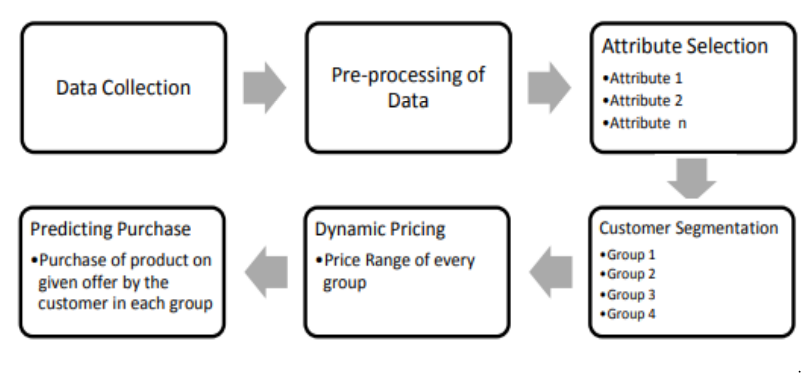 Data Collection
Pre-processing of
Data
Attribute Selection
•Attribute 1
•Attribute 2
•Attribute  n
Customer Segmentation
•Group 1
•Group 2
•Group 3
•Group 4
Dynamic Pricing
•Price Range of every
group
Predicting Purchase
•Purchase of product on
given offer by the
customer in each group